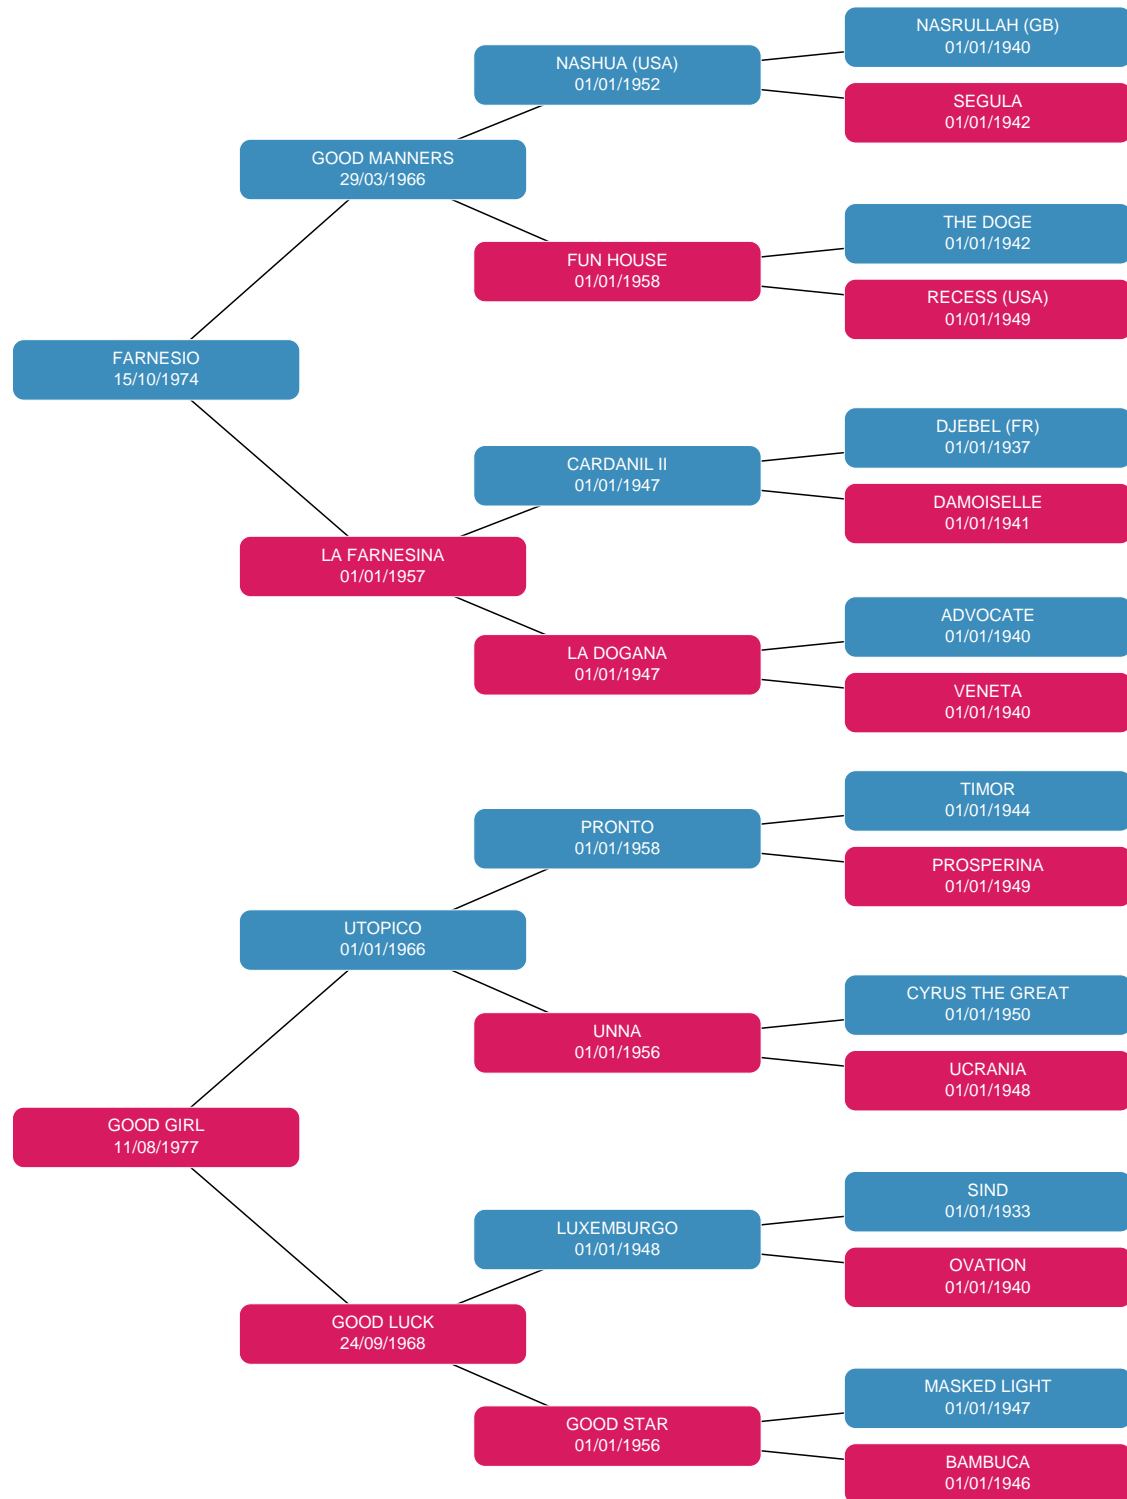 NASRULLAH (GB)
01/01/1940
NASHUA (USA)
01/01/1952
SEGULA
01/01/1942
GOOD MANNERS
29/03/1966
THE DOGE
01/01/1942
FUN HOUSE
01/01/1958
RECESS (USA)
01/01/1949
FARNESIO
15/10/1974
DJEBEL (FR)
01/01/1937
CARDANIL II
01/01/1947
DAMOISELLE
01/01/1941
LA FARNESINA
01/01/1957
ADVOCATE
01/01/1940
LA DOGANA
01/01/1947
VENETA
01/01/1940
TIMOR
01/01/1944
PRONTO
01/01/1958
PROSPERINA
01/01/1949
UTOPICO
01/01/1966
CYRUS THE GREAT
01/01/1950
UNNA
01/01/1956
UCRANIA
01/01/1948
GOOD GIRL
11/08/1977
SIND
01/01/1933
LUXEMBURGO
01/01/1948
OVATION
01/01/1940
GOOD LUCK
24/09/1968
MASKED LIGHT
01/01/1947
GOOD STAR
01/01/1956
BAMBUCA
01/01/1946